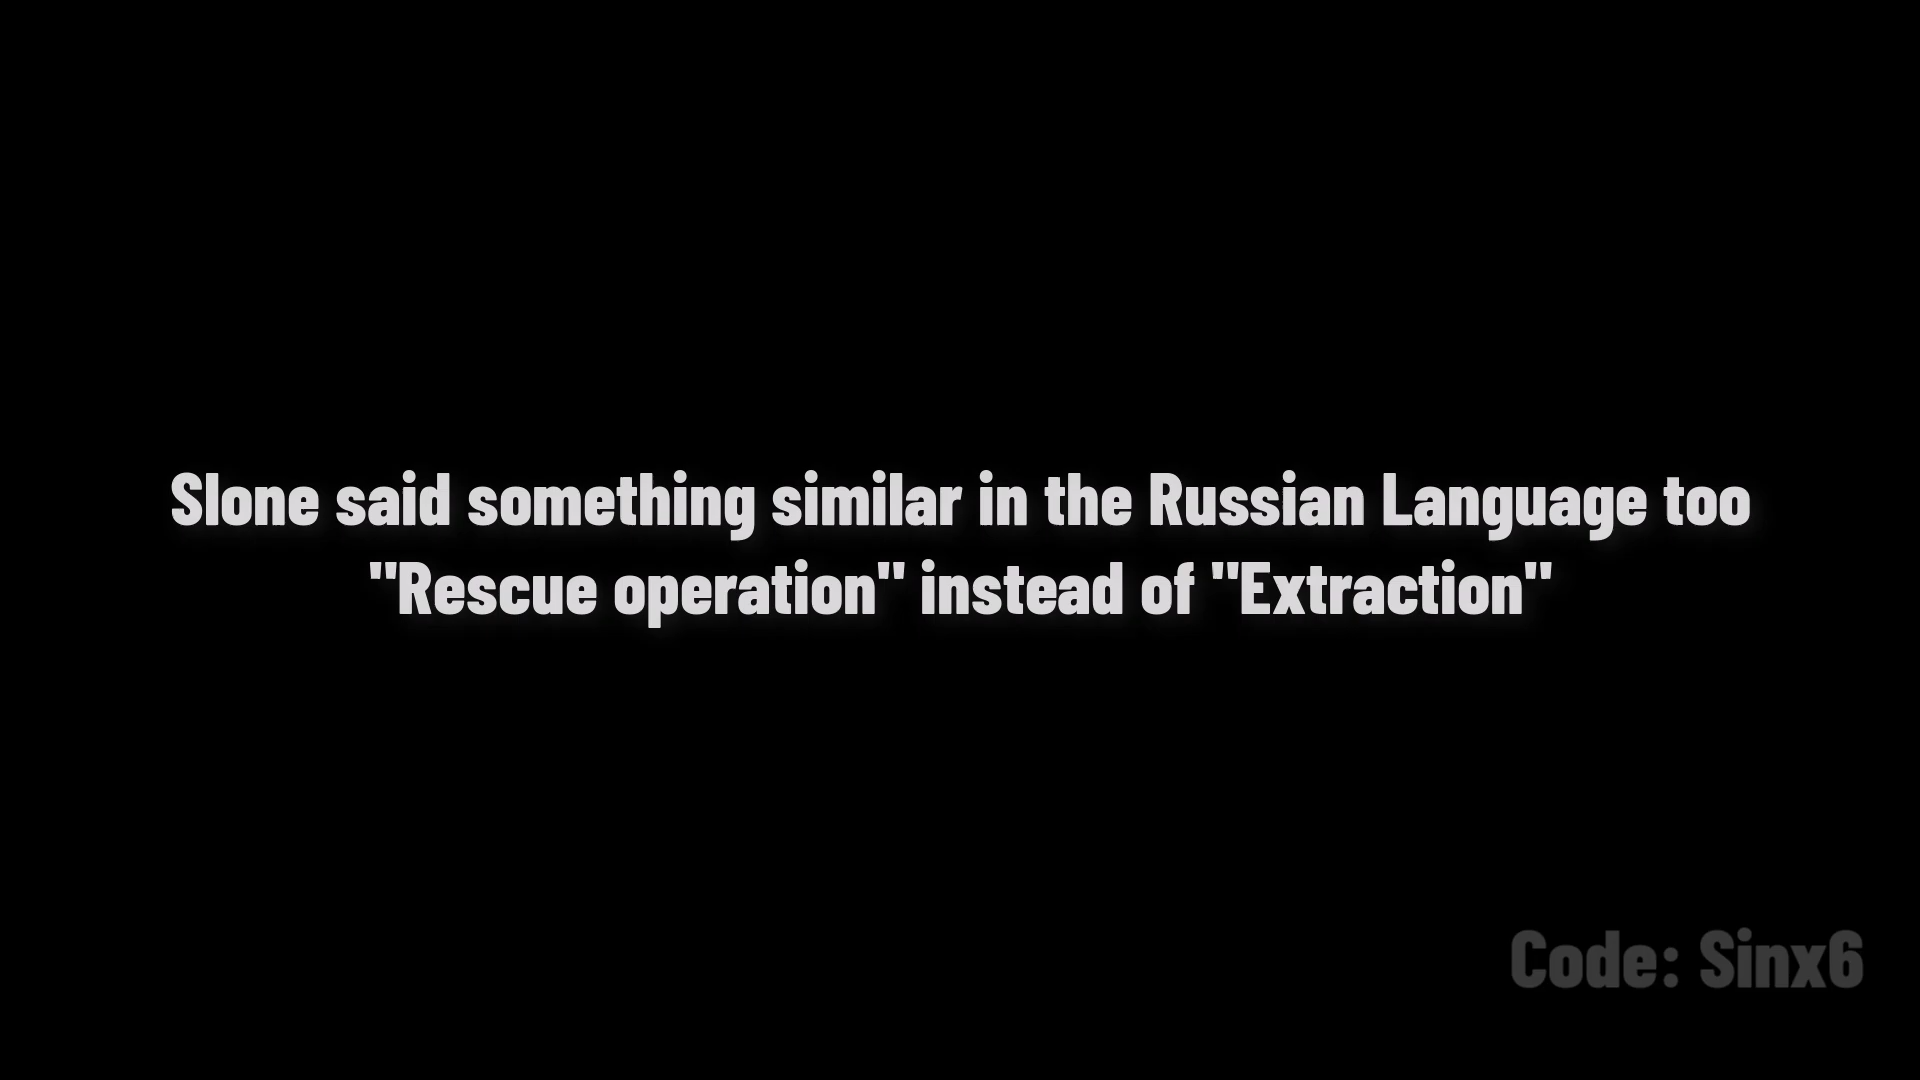 Slone said something similar in the Russian Language too
"Rescue operation" instead of "Extraction"
Code: Sinx6